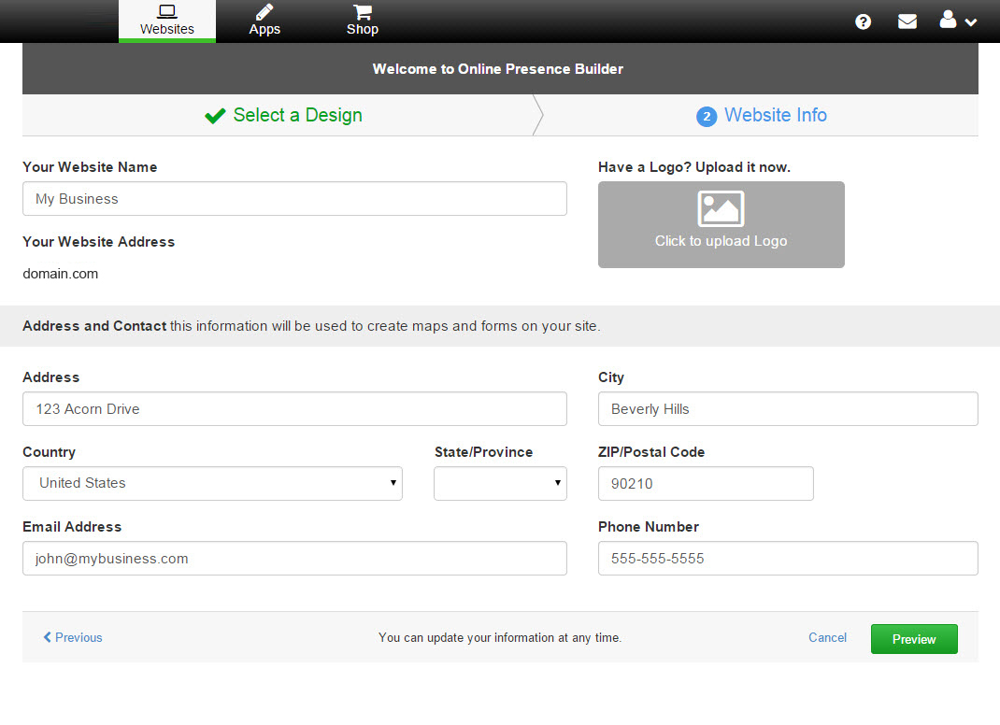 Websites
Apps
Shop
Welcome to Online Presence Builder
Select a Design
2 Website Info
Your Website Name
Have a Logo? Upload it now.
My Business
Click to upload Logo
Your Website Address
domain.com
Address and Contact this information will be used to create maps and forms on your site.
Address
City
123 Acorn Drive
Beverly Hills
Country
State/Province
ZIP/Postal Code
United States
90210
Email Address
Phone Number
john@mybusiness.com
555-555-5555
Previous
You can update your information at any time.
Cancel
Preview